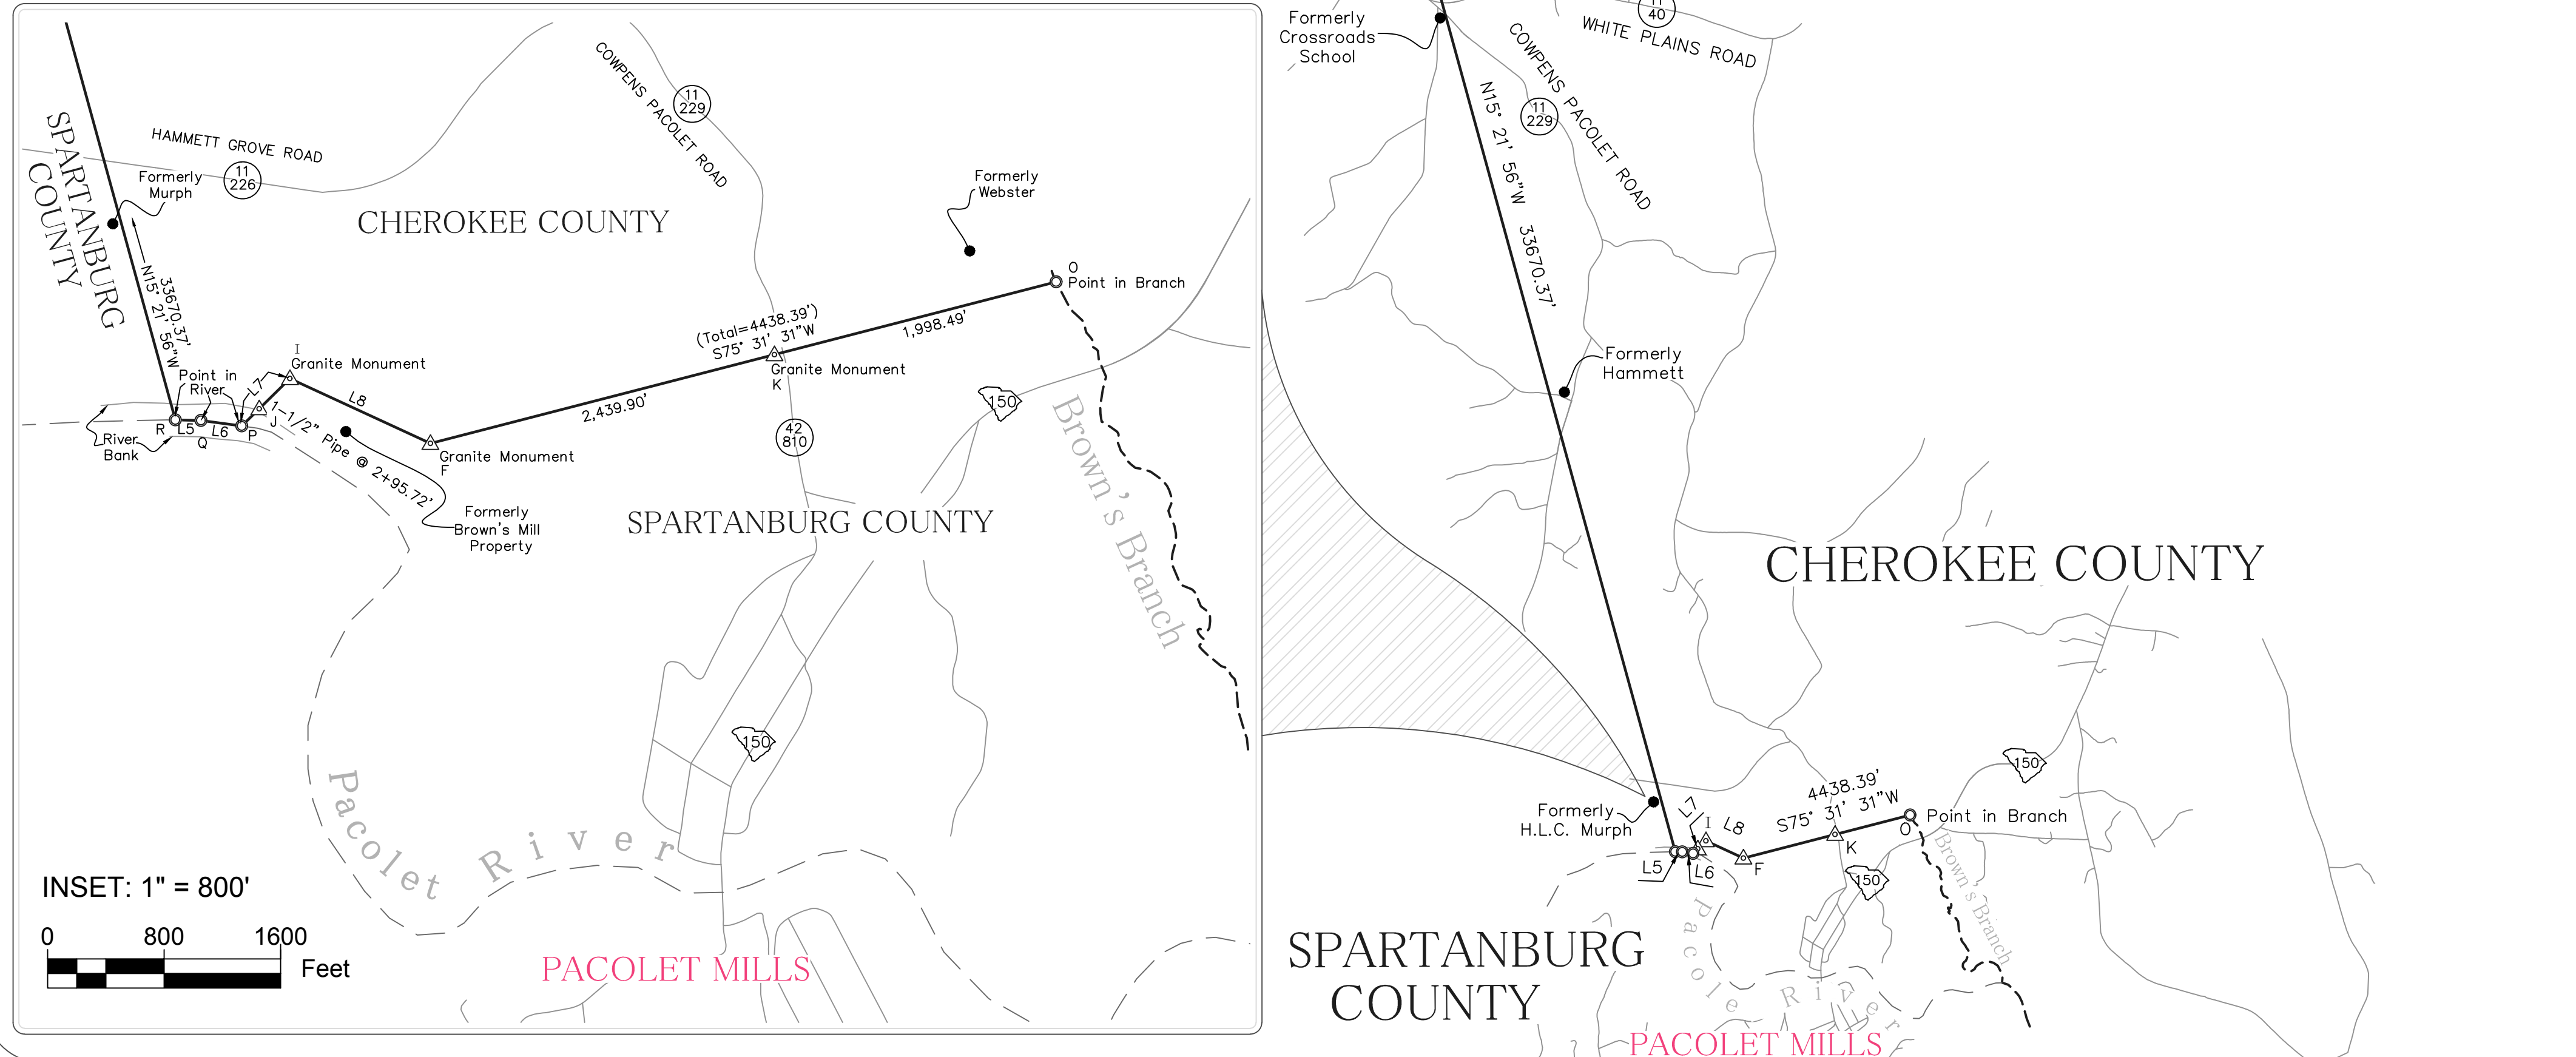 SPARTANBURG
COUNTY
HAMMETT GROVE ROAD
11
226
Formerly
Murph
N15° 21' 56"W
33670.37'
CHEROKEE COUNTY
COWPENS PACOLET ROAD
11
229
Formerly
Webster
O
Point in Branch
(Total=4438.39')
S75° 31' 31"W
1,998.49'
Granite Monument
K
2,439.90'
I
Granite Monument
Point in
River
L7
L8
R
L5
Q
L6
P
J
1-1/2" Pipe @ 2+95.72'
River
Bank
Granite Monument
F
Formerly
Brown's Mill
Property
42
810
150
Brown's Branch
SPARTANBURG COUNTY
150
Pacolet River
PACOLET MILLS
INSET: 1" = 800'
0 800 1600
Feet
Formerly
Crossroads
School
11
40
WHITE PLAINS ROAD
COWPENS PACOLET ROAD
11
229
N15° 21' 56"W 33670.37'
Formerly
Hammett
CHEROKEE COUNTY
Formerly
H.L.C. Murph
L7
I
L8
L5
L6
F
4438.39'
S75° 31' 31"W
K
O
Point in Branch
150
150
Brown's Branch
SPARTANBURG
COUNTY
Pacolet River
PACOLET MILLS